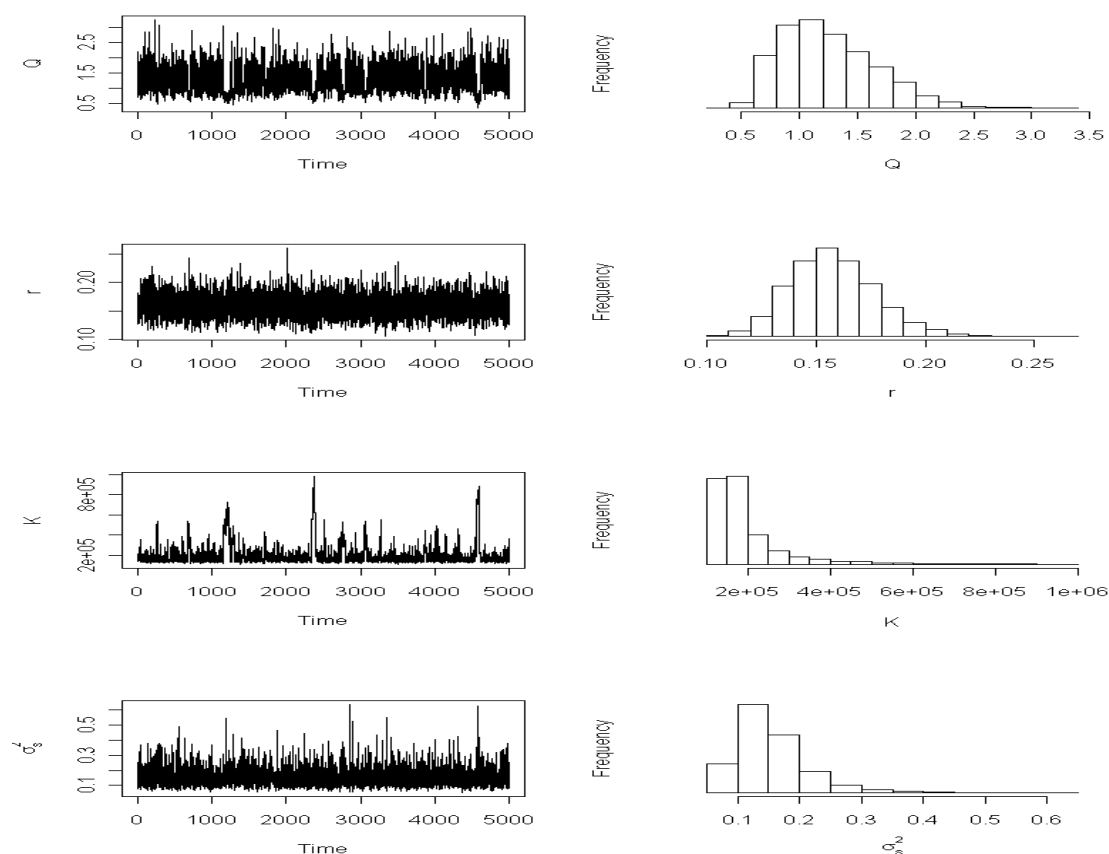 Q
0.5 1.5 2.5
0 1000 2000 3000 4000 5000
Time
Frequency
0.5 1.0 1.5 2.0 2.5 3.0 3.5
Q
r
0.10 0.20
0 1000 2000 3000 4000 5000
Time
Frequency
0.10 0.15 0.20 0.25
r
K
2e+05 8e+05
0 1000 2000 3000 4000 5000
Time
Frequency
2e+05 4e+05 6e+05 8e+05 1e+06
K
σ_s^2
0.1 0.3 0.5
0 1000 2000 3000 4000 5000
Time
Frequency
0.1 0.2 0.3 0.4 0.5 0.6
σ_s^2